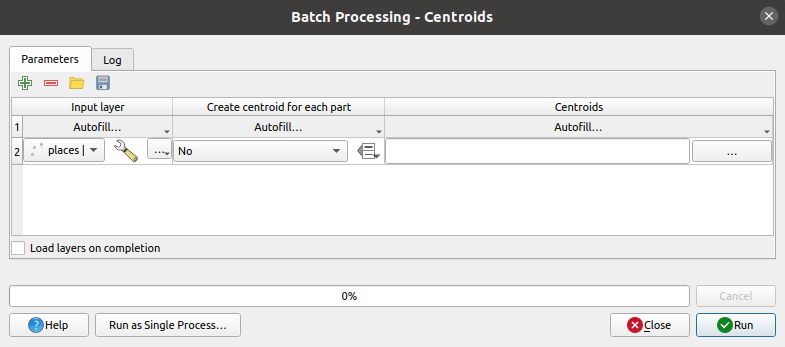 Batch Processing - Centroids
Parameters
Log
Input layer
Create centroid for each part
Centroids
1
Autofill...
Autofill...
Autofill...
2
places |
...
No
...
Load layers on completion
0%
Cancel
Help
Run as Single Process...
Close
Run